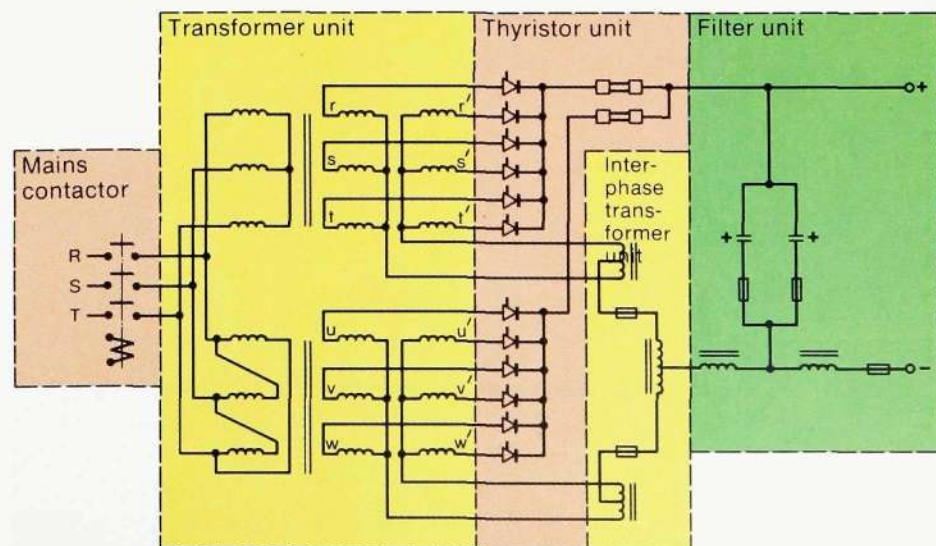 Transformer unit
Thyristor unit
Filter unit
Mains
contactor
R
S
T
r
r'
s
s'
t
t'
u
u'
v
v'
w
w'
Inter-
phase
trans-
former
unit
+
+
+
-